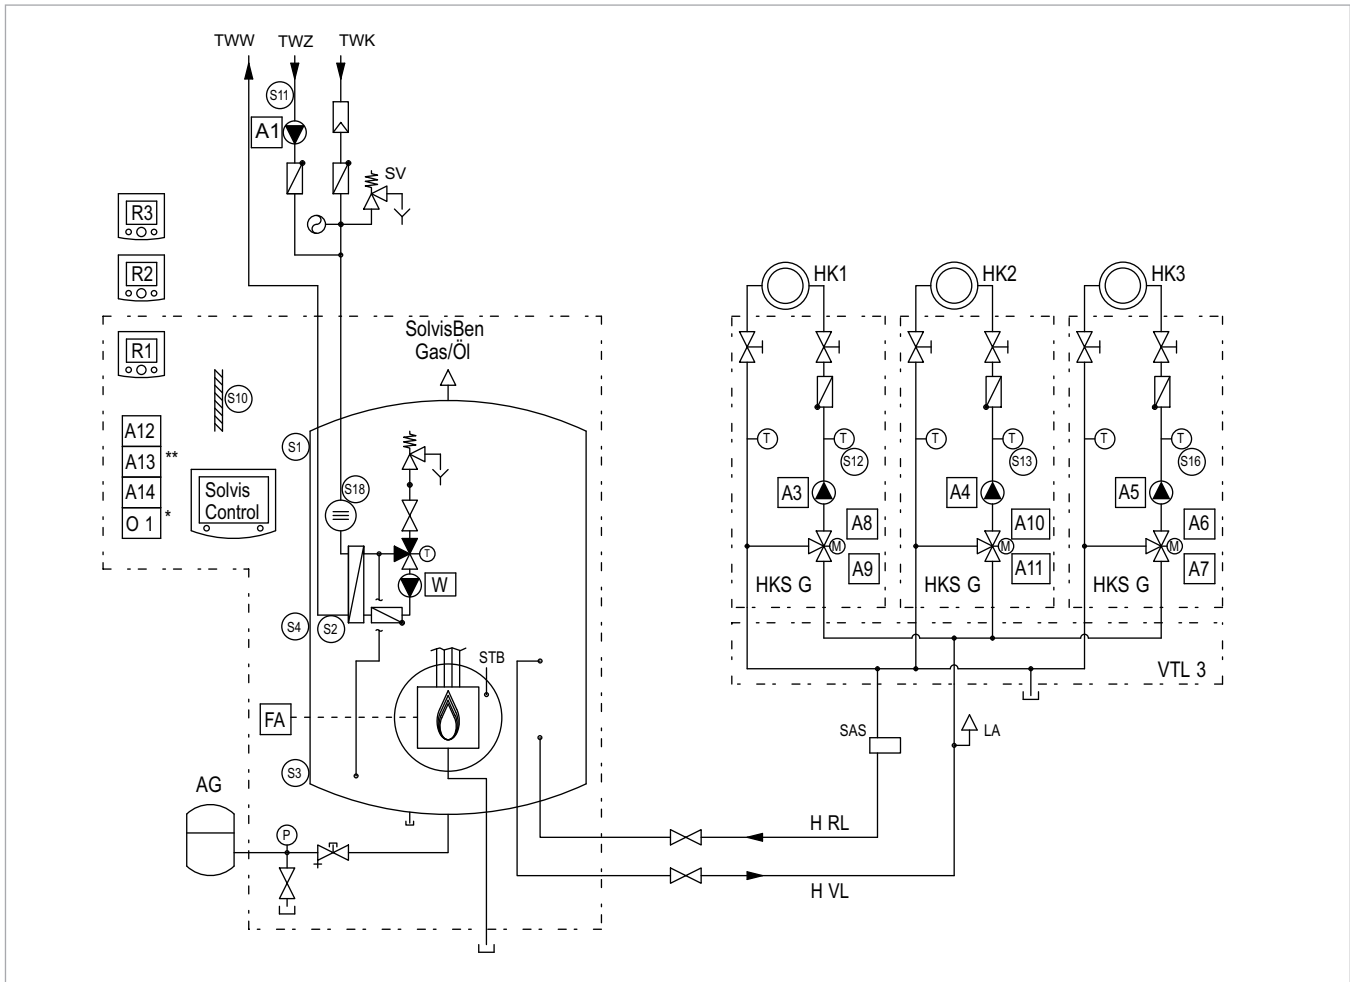 TWW TWZ TWK
S11
A1
SV
R3
R2
R1
HK1 HK2 HK3
SolvisBen
Gas/Öl
S10
A12
A13 **
A14
O 1 *
Solvis
Control
S1
S18
T
W
S4
S2
STB
FA
S3
AG
P
T T S12
T T S13
T T S16
A3 A4 A5
A8 A10 A6
M M M
A9 A11 A7
HKS G HKS G HKS G
VTL 3
SAS
LA
H RL
H VL